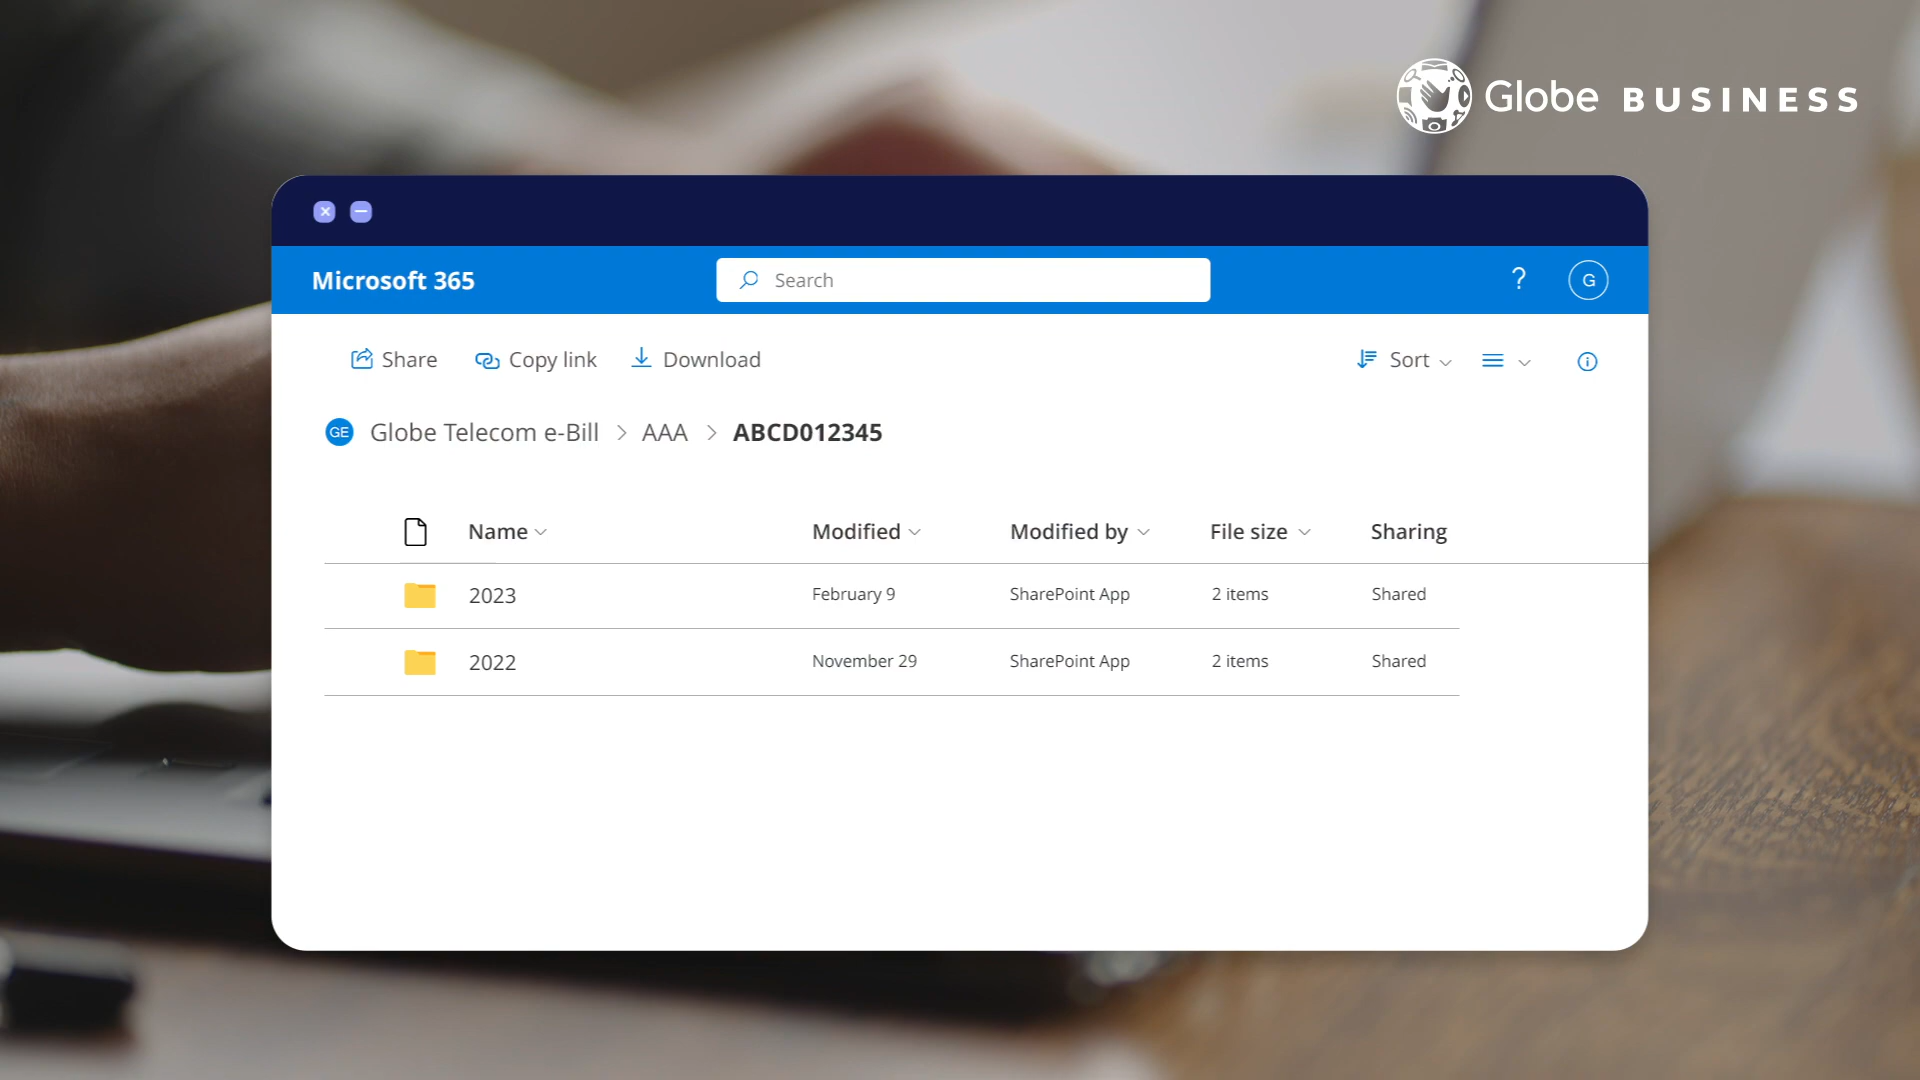 Globe BUSINESS
Microsoft 365 Search ? G
Share Copy link Download Sort
GE Globe Telecom e-Bill > AAA > ABCD012345
Name Modified Modified by File size Sharing
2023 February 9 SharePoint App 2 items Shared
2022 November 29 SharePoint App 2 items Shared